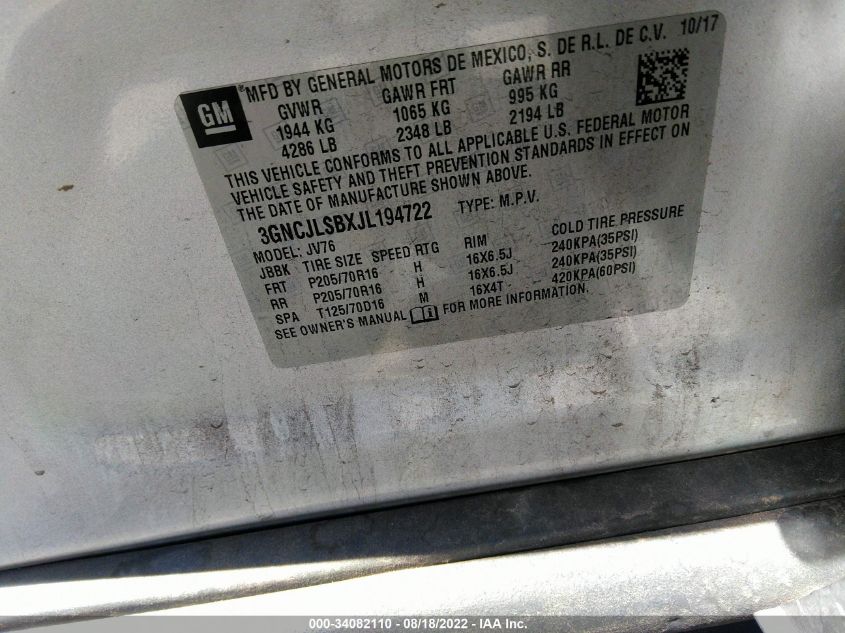 GM
®MFD BY GENERAL MOTORS DE MEXICO, S. DE R.L. DE C.V. 10/17
GVWR GAWR FRT GAWR RR
1944 KG 1065 KG 995 KG
4286 LB 2348 LB 2194 LB
THIS VEHICLE CONFORMS TO ALL APPLICABLE U.S. FEDERAL MOTOR
VEHICLE SAFETY AND THEFT PREVENTION STANDARDS IN EFFECT ON
THE DATE OF MANUFACTURE SHOWN ABOVE.
3GNCJLSBXJL194722 TYPE: M.P.V.
MODEL: JV76
JBBK TIRE SIZE SPEED RTG RIM COLD TIRE PRESSURE
FRT P205/70R16 H 16X6.5J 240KPA(35PSI)
RR P205/70R16 H 16X6.5J 240KPA(35PSI)
SPA T125/70D16 M 16X4T 420KPA(60PSI)
SEE OWNER'S MANUAL i FOR MORE INFORMATION.
000-34082110 - 08/18/2022 - IAA Inc.